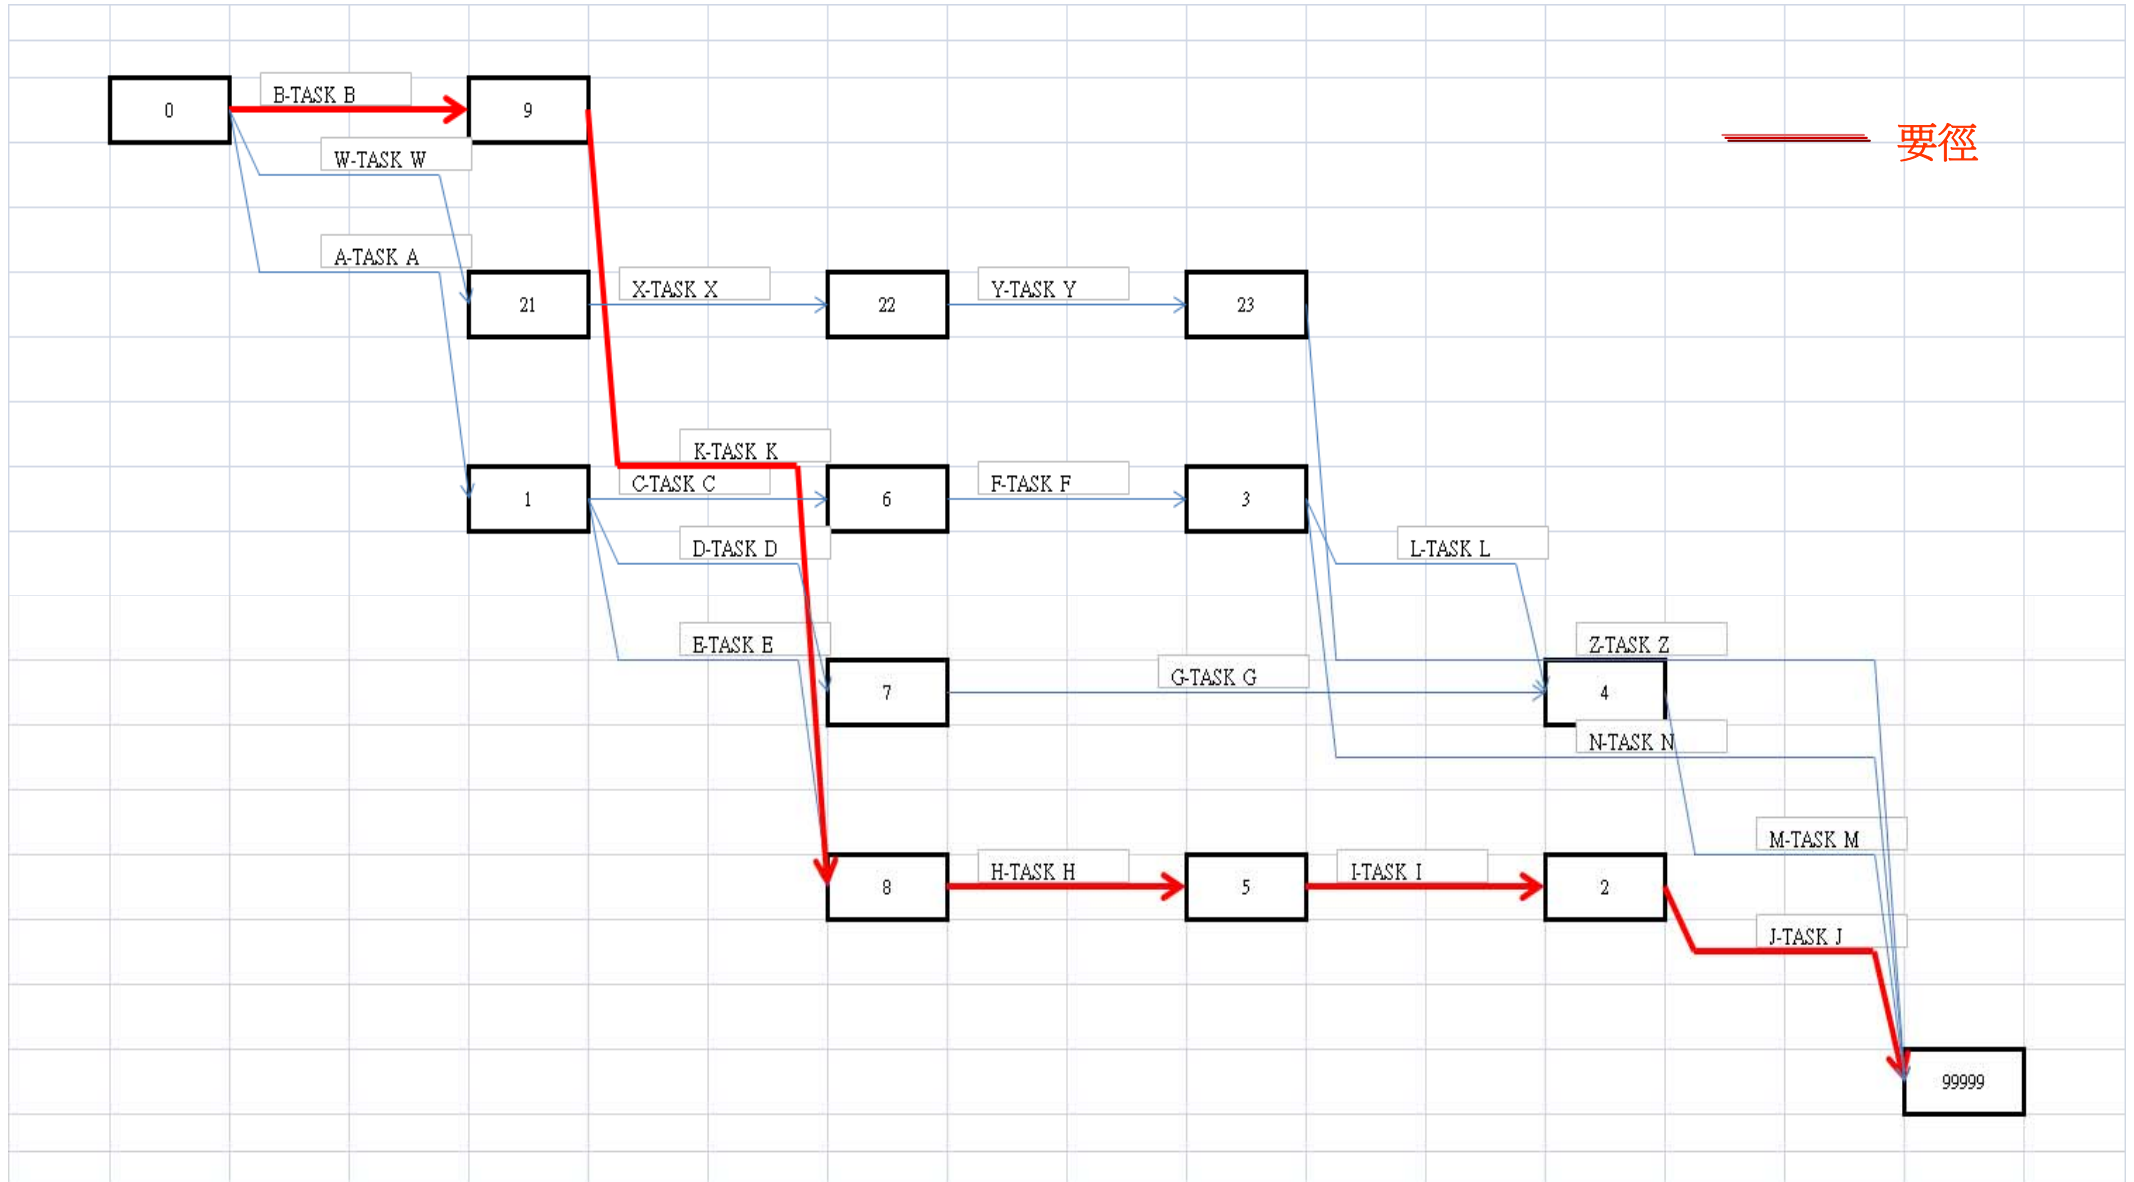 0
B-TASK B
9
要徑
W-TASK W
A-TASK A
21
X-TASK X
22
Y-TASK Y
23
K-TASK K
1
C-TASK C
6
F-TASK F
3
D-TASK D
L-TASK L
E-TASK E
Z-TASK Z
7
G-TASK G
4
N-TASK N
M-TASK M
8
H-TASK H
5
I-TASK I
2
J-TASK J
99999